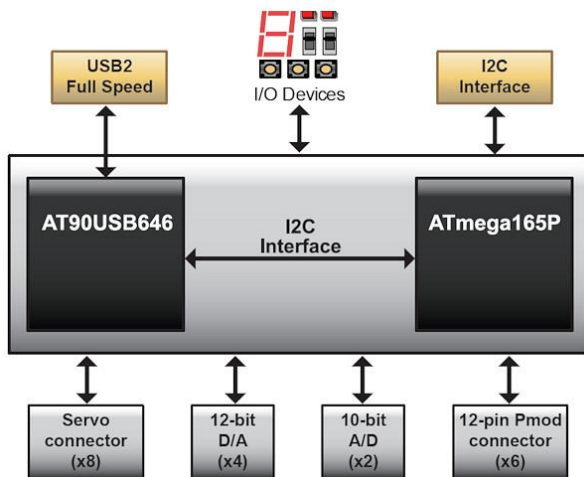 USB2
Full Speed
I/O Devices
I2C
Interface
AT90USB646
I2C
Interface
ATmega165P
Servo
connector
(x8)
12-bit
D/A
(x4)
10-bit
A/D
(x2)
12-pin Pmod
connector
(x6)